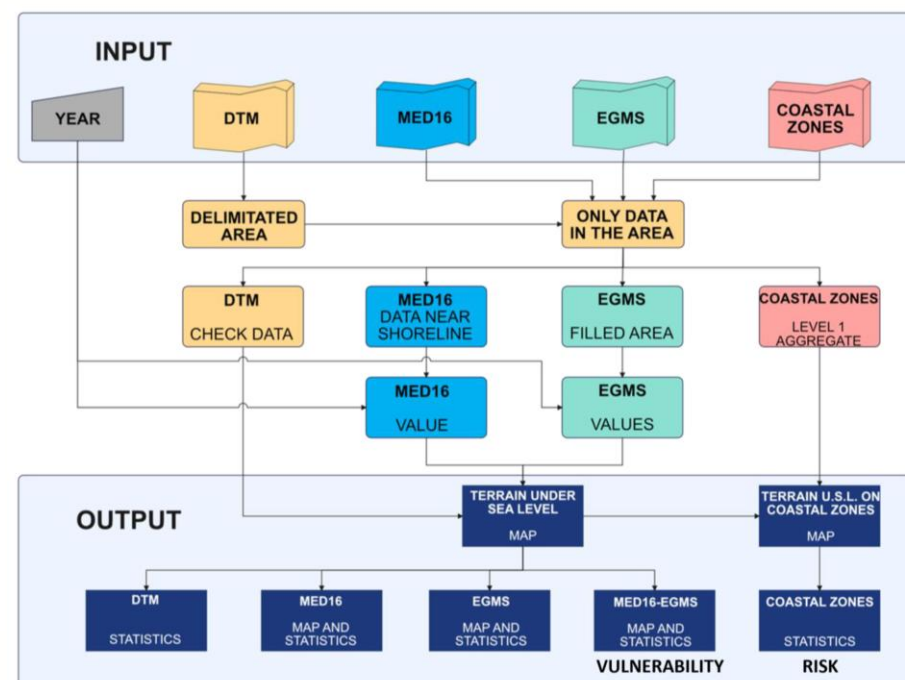 INPUT
YEAR
DTM
MED16
EGMS
COASTAL
ZONES
DELIMITATED
AREA
ONLY DATA
IN THE AREA
DTM
CHECK DATA
MED16
DATA NEAR
SHORELINE
EGMS
FILLED AREA
COASTAL ZONES
LEVEL 1
AGGREGATE
MED16
VALUE
EGMS
VALUES
OUTPUT
TERRAIN UNDER
SEA LEVEL
MAP
TERRAIN U.S.L. ON
COASTAL ZONES
MAP
DTM
STATISTICS
MED16
MAP AND
STATISTICS
EGMS
MAP AND
STATISTICS
MED16-EGMS
MAP AND
STATISTICS
COASTAL ZONES
STATISTICS
VULNERABILITY
RISK